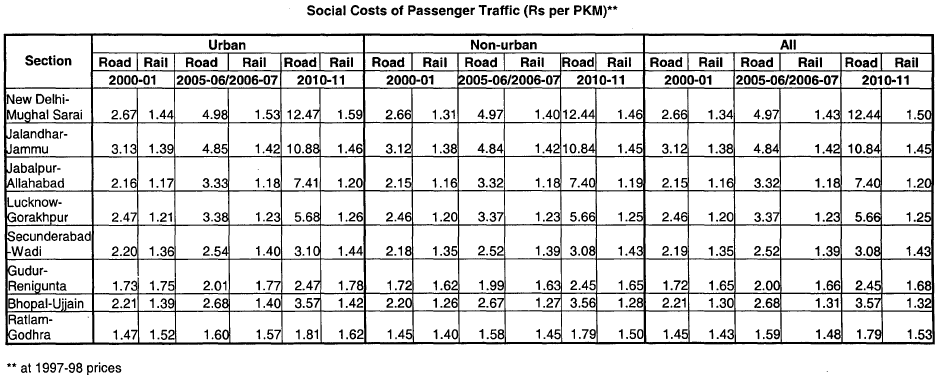 Social Costs of Passenger Traffic (Rs per PKM)**
Section Urban Non-urban All
Road Rail Road Rail Road Rail Road Rail Road Rail Road Rail Road Rail Road Rail Road Rail
2000-01 2005-06/2006-07 2010-11 2000-01 2005-06/2006-07 2010-11 2000-01 2005-06/2006-07 2010-11
New Delhi-
Mughal Sarai 2.67 1.44 4.98 1.53 12.47 1.59 2.66 1.31 4.97 1.40 12.44 1.46 2.66 1.34 4.97 1.43 12.44 1.50
Jalandhar-
Jammu 3.13 1.39 4.85 1.42 10.88 1.46 3.12 1.38 4.84 1.42 10.84 1.45 3.12 1.38 4.84 1.42 10.84 1.45
Jabalpur-
Allahabad 2.16 1.17 3.33 1.18 7.41 1.20 2.15 1.16 3.32 1.18 7.40 1.19 2.15 1.16 3.32 1.18 7.40 1.20
Lucknow-
Gorakhpur 2.47 1.21 3.38 1.23 5.68 1.26 2.46 1.20 3.37 1.23 5.66 1.25 2.46 1.20 3.37 1.23 5.66 1.25
Secunderabad
-Wadi 2.20 1.36 2.54 1.40 3.10 1.44 2.18 1.35 2.52 1.39 3.08 1.43 2.19 1.35 2.52 1.39 3.08 1.43
Gudur-
Renigunta 1.73 1.75 2.01 1.77 2.47 1.78 1.72 1.62 1.99 1.63 2.45 1.65 1.72 1.65 2.00 1.66 2.45 1.68
Bhopal-Ujjain 2.21 1.39 2.68 1.40 3.57 1.42 2.20 1.26 2.67 1.27 3.56 1.28 2.21 1.30 2.68 1.31 3.57 1.32
Ratlam-
Godhra 1.47 1.52 1.60 1.57 1.81 1.62 1.45 1.40 1.58 1.45 1.79 1.50 1.45 1.43 1.59 1.48 1.79 1.53
** at 1997-98 prices